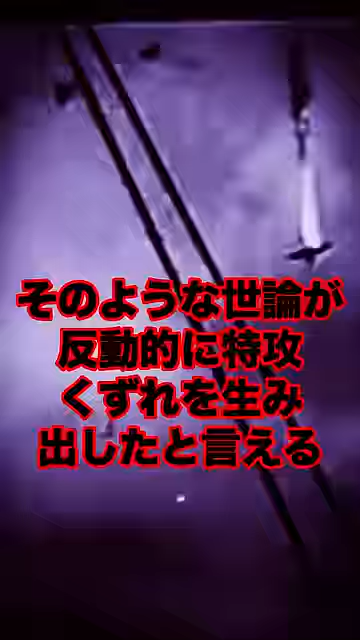 そのような世論が
反動的に特攻
くずれを生み
出したと言える